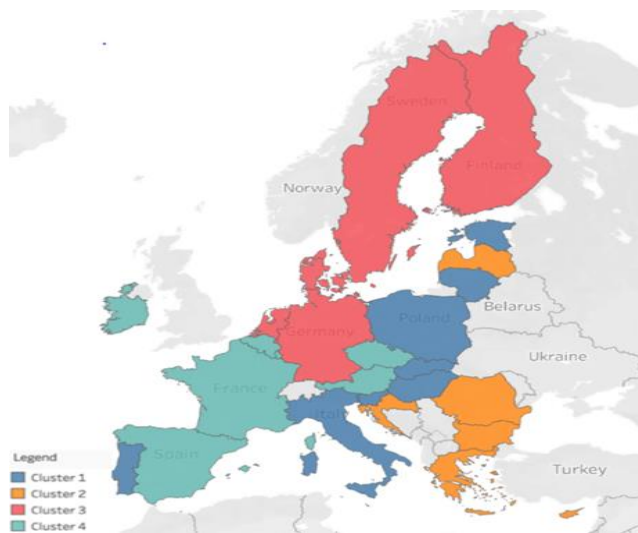 Sweden
Finland
Norway
Belarus
Poland
Germany
Ukraine
France
Italy
Spain
Turkey
Legend
Cluster 1
Cluster 2
Cluster 3
Cluster 4